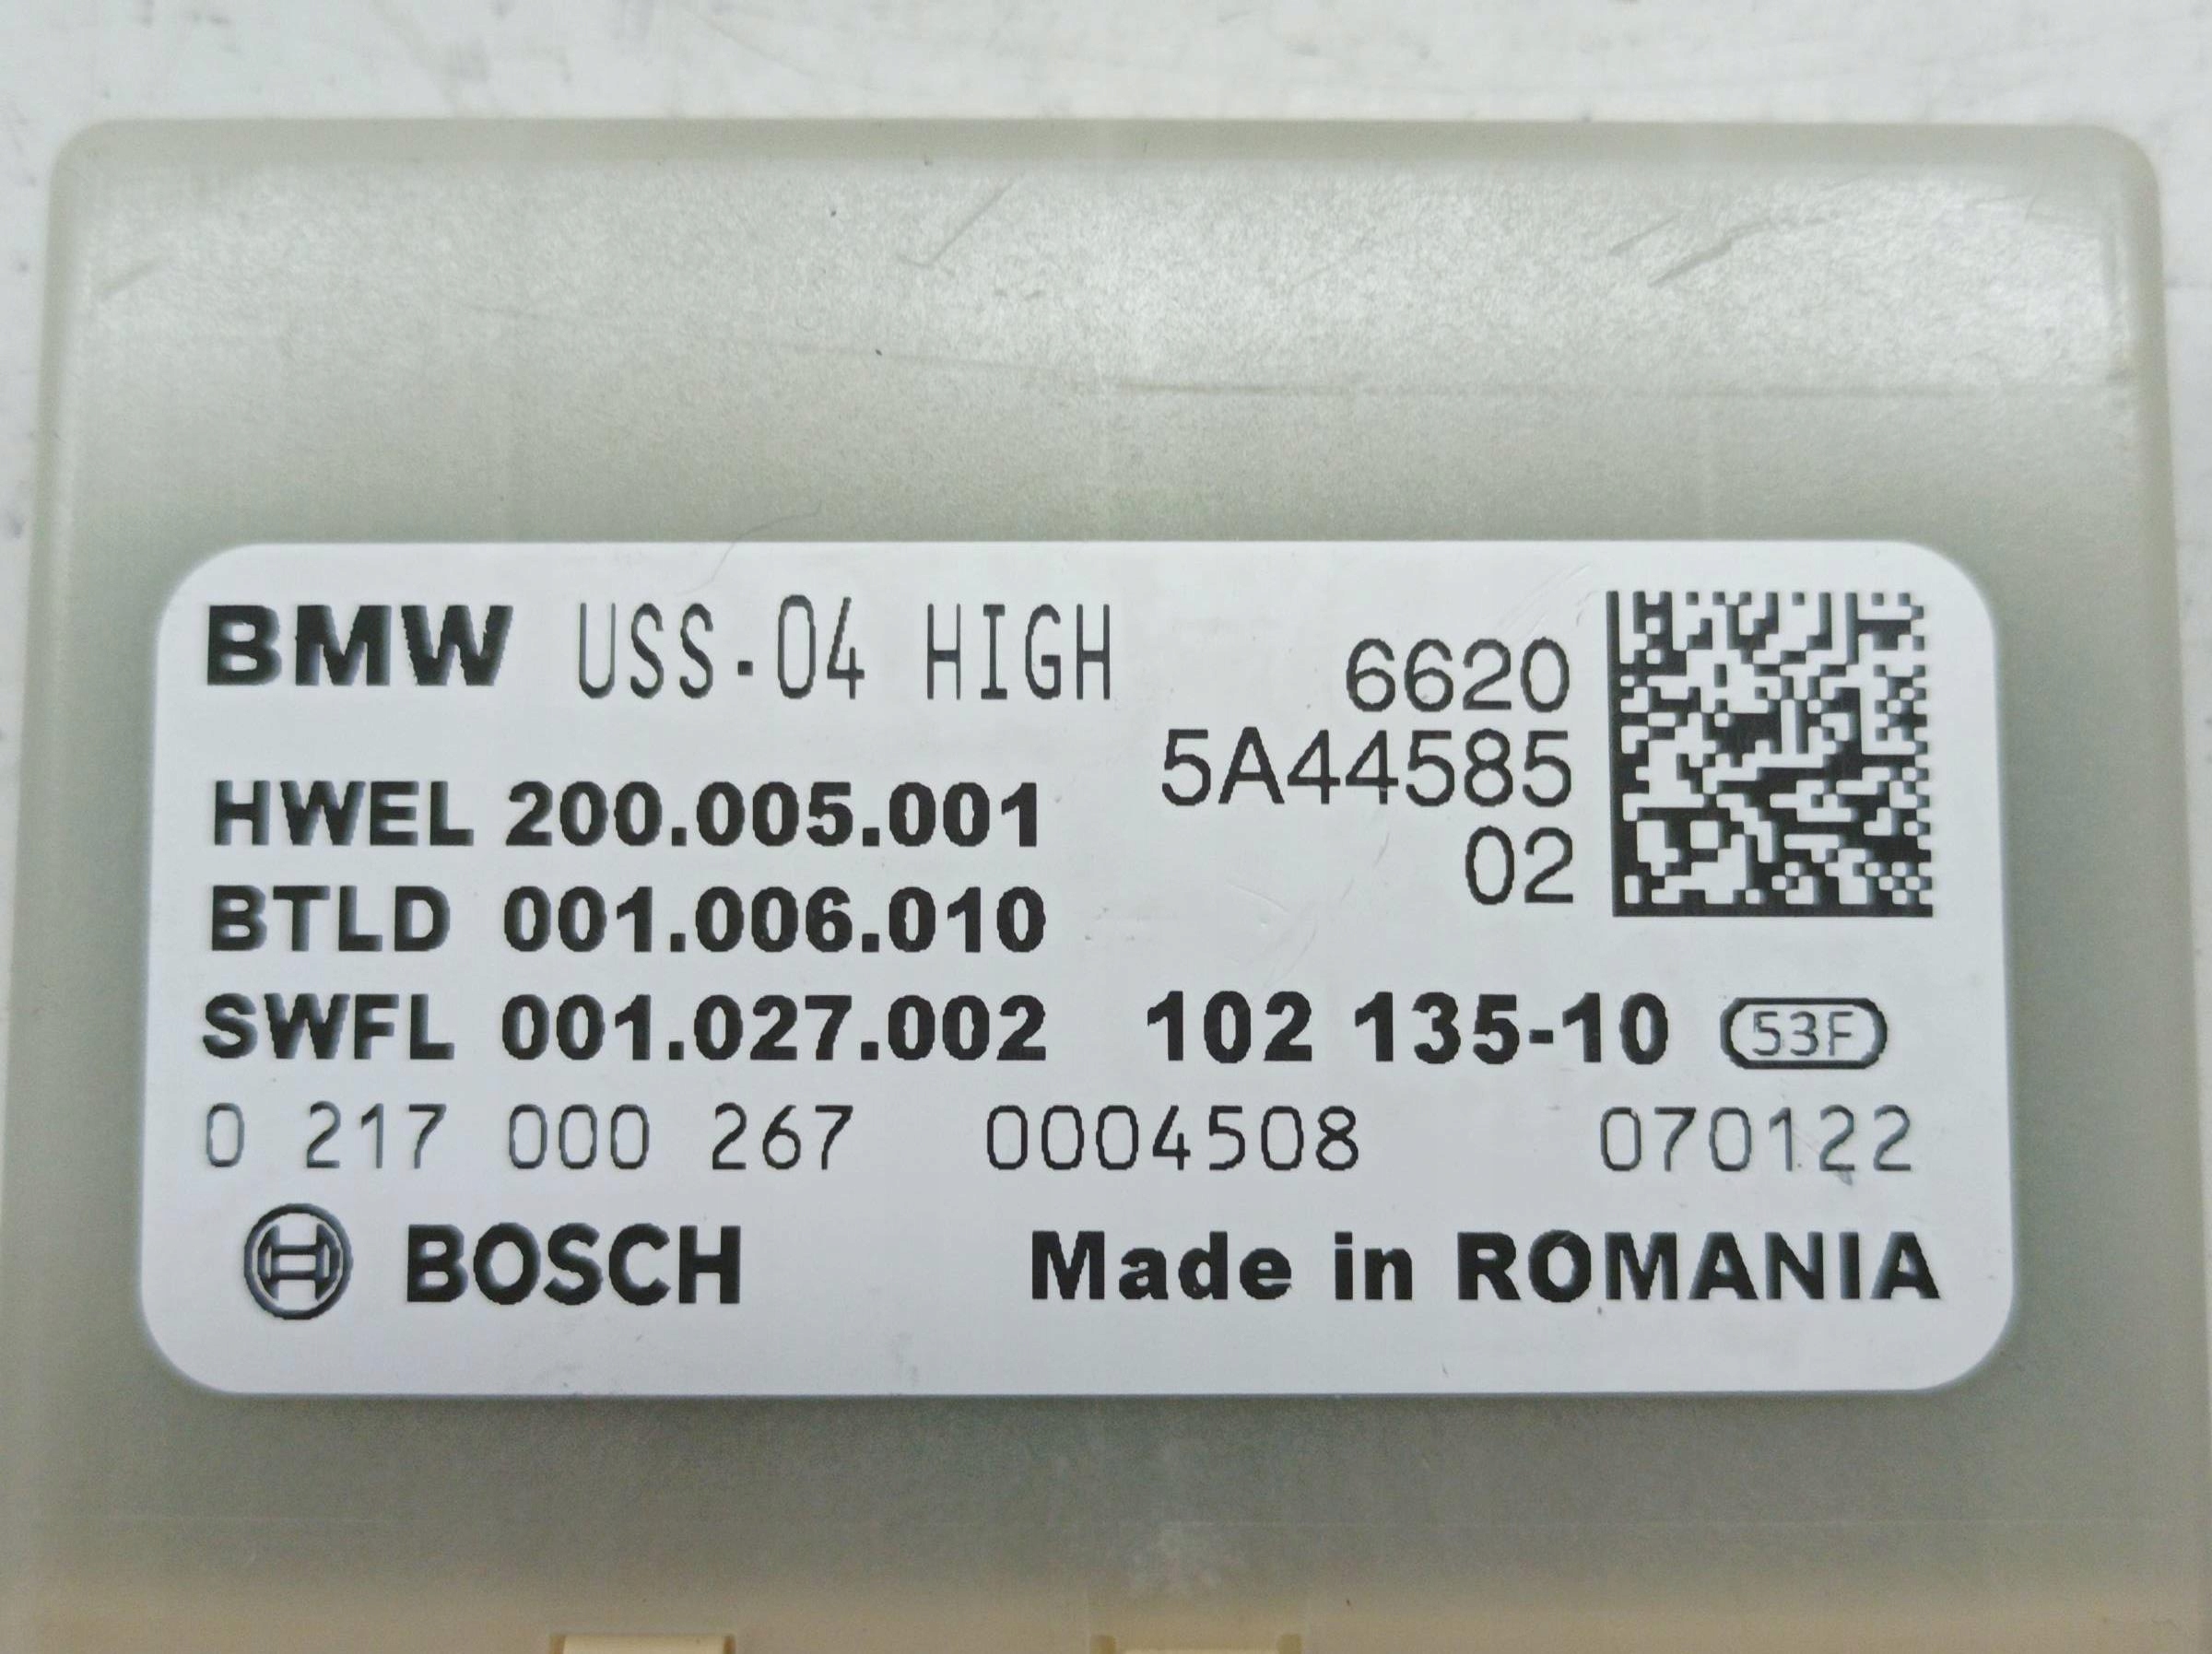 BMW USS-04 HIGH
6620
5A44585
02
HWEL 200.005.001
BTLD 001.006.010
SWFL 001.027.002 102 135-10 53F
0 217 000 267 0004508 070122
BOSCH Made in ROMANIA